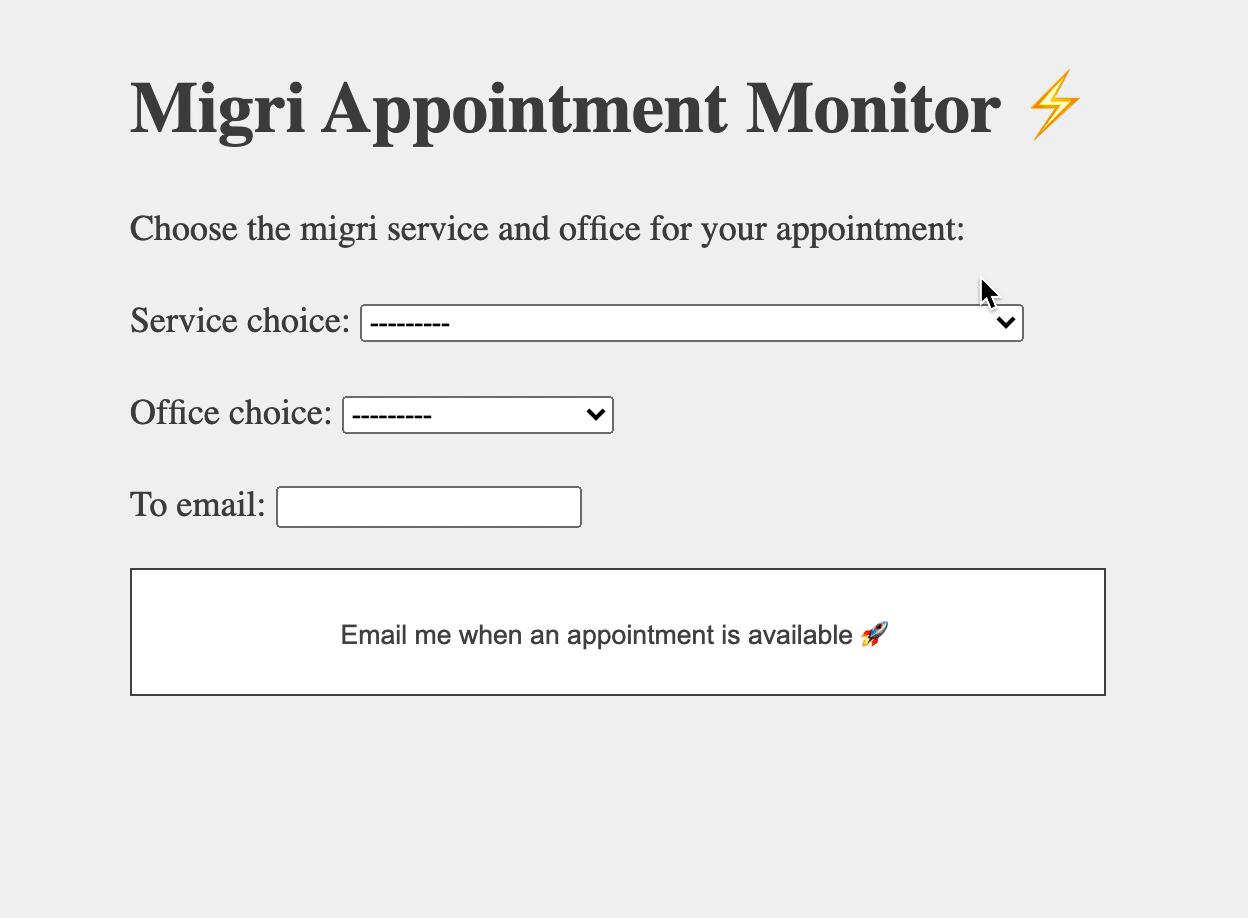 Migri Appointment Monitor ⚡
Choose the migri service and office for your appointment:
Service choice: ---------
Office choice: ---------
To email:
Email me when an appointment is available 🚀